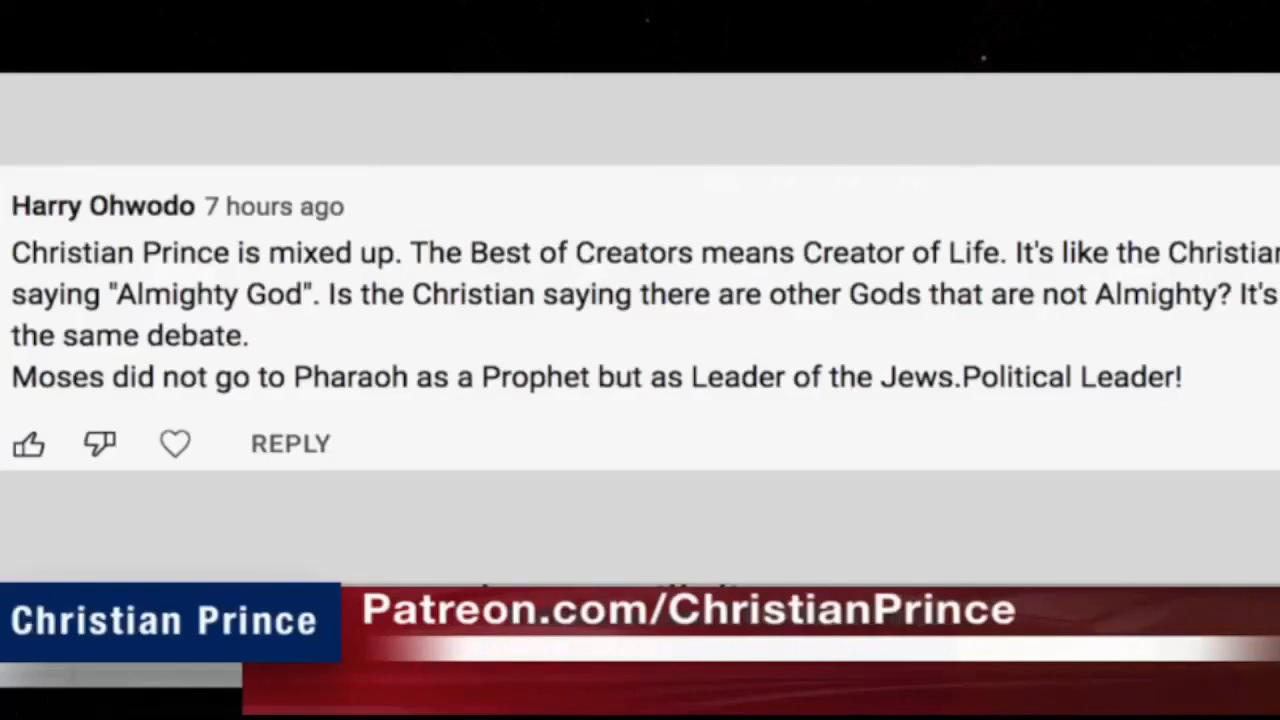 Harry Ohwodo 7 hours ago
Christian Prince is mixed up. The Best of Creators means Creator of Life. It's like the Christian
saying "Almighty God". Is the Christian saying there are other Gods that are not Almighty? It's
the same debate.
Moses did not go to Pharaoh as a Prophet but as Leader of the Jews.Political Leader!
REPLY
Christian Prince
Patreon.com/ChristianPrince